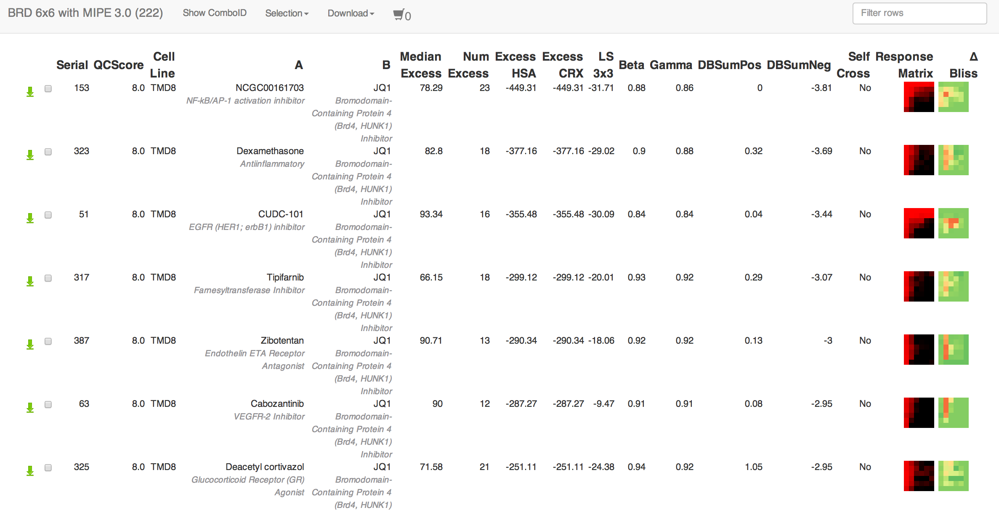 BRD 6x6 with MIPE 3.0 (222) Show ComboID Selection Download 0 Filter rows
Serial QCScore Cell Line A B Median Excess Num Excess Excess HSA Excess CRX LS 3x3 Beta Gamma DBSumPos DBSumNeg Self Cross Response Matrix Δ Bliss
153 8.0 TMD8 NCGC00161703 JQ1 78.29 23 -449.31 -449.31 -31.71 0.88 0.86 0 -3.81 No
NF-kB/AP-1 activation inhibitor Bromodomain-
Containing Protein 4
(Brd4, HUNK1)
Inhibitor
323 8.0 TMD8 Dexamethasone JQ1 82.8 18 -377.16 -377.16 -29.02 0.9 0.88 0.32 -3.69 No
Antiinflammatory Bromodomain-
Containing Protein 4
(Brd4, HUNK1)
Inhibitor
51 8.0 TMD8 CUDC-101 JQ1 93.34 16 -355.48 -355.48 -30.09 0.84 0.84 0.04 -3.44 No
EGFR (HER1; erbB1) inhibitor Bromodomain-
Containing Protein 4
(Brd4, HUNK1)
Inhibitor
317 8.0 TMD8 Tipifarnib JQ1 66.15 18 -299.12 -299.12 -20.01 0.93 0.92 0.29 -3.07 No
Farnesyltransferase Inhibitor Bromodomain-
Containing Protein 4
(Brd4, HUNK1)
Inhibitor
387 8.0 TMD8 Zibotentan JQ1 90.71 13 -290.34 -290.34 -18.06 0.92 0.92 0.13 -3 No
Endothelin ETA Receptor Bromodomain-
Antagonist Containing Protein 4
(Brd4, HUNK1)
Inhibitor
63 8.0 TMD8 Cabozantinib JQ1 90 12 -287.27 -287.27 -9.47 0.91 0.91 0.08 -2.95 No
VEGFR-2 Inhibitor Bromodomain-
Containing Protein 4
(Brd4, HUNK1)
Inhibitor
325 8.0 TMD8 Deacetyl cortivazol JQ1 71.58 21 -251.11 -251.11 -24.38 0.94 0.92 1.05 -2.95 No
Glucocorticoid Receptor (GR) Bromodomain-
Agonist Containing Protein 4
(Brd4, HUNK1)